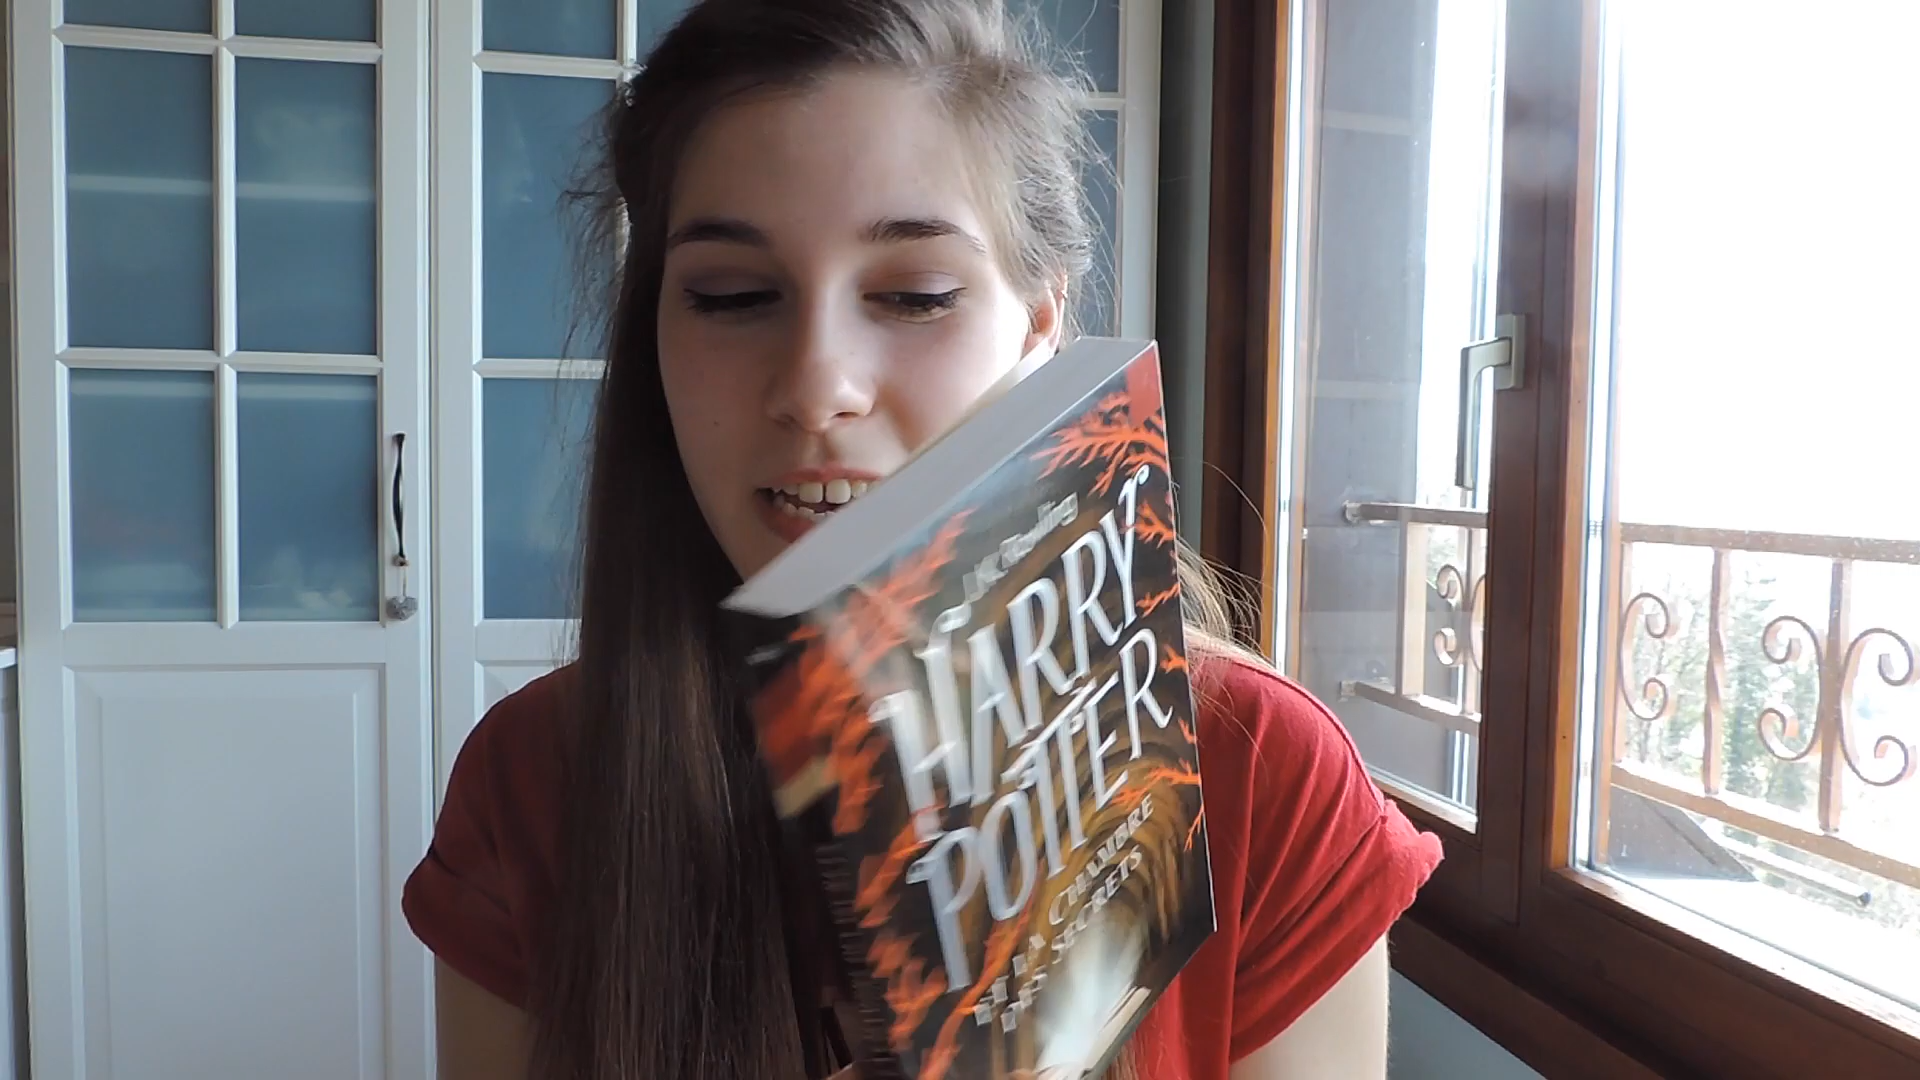 J.K. Rowling
HARRY
POTTER
ET LA CHAMBRE
DES SECRETS